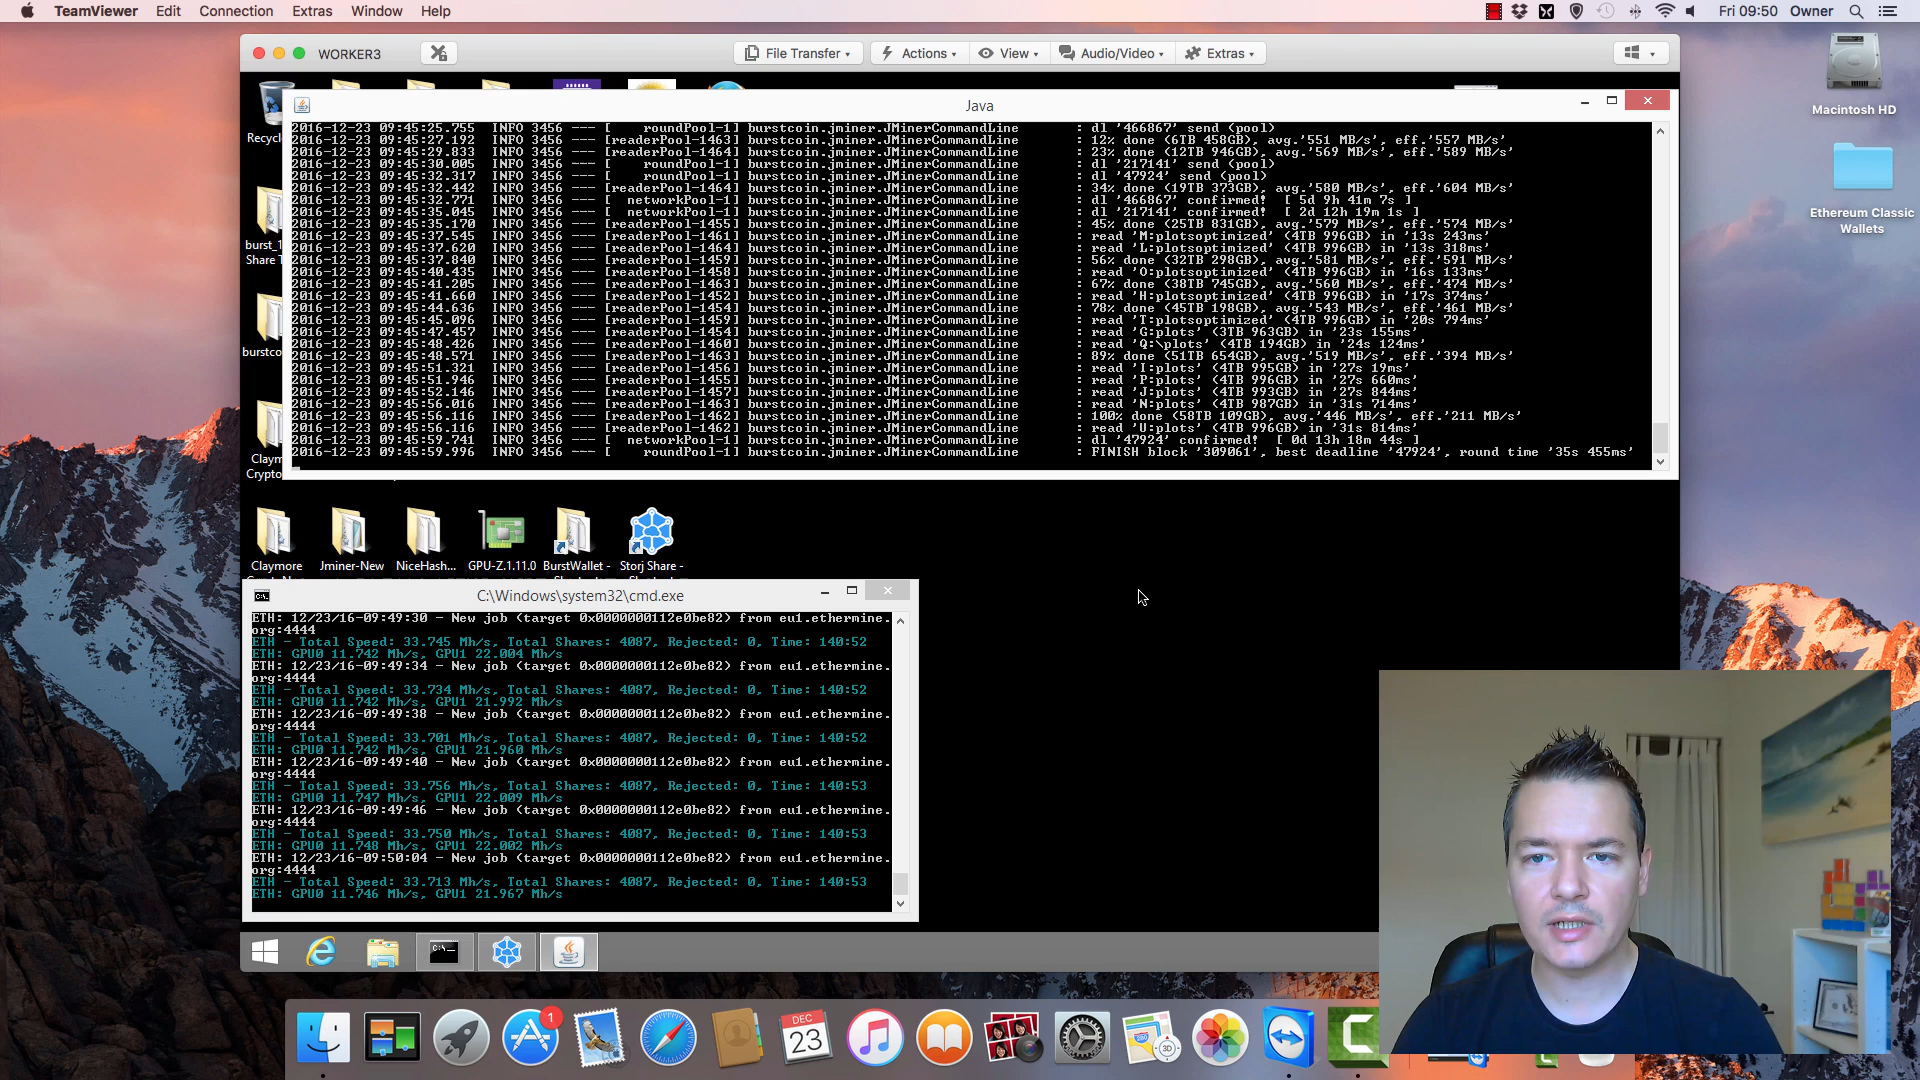 TeamViewer Edit Connection Extras Window Help
Fri 09:50 Owner
WORKER3
File Transfer Actions View Audio/Video Extras
Macintosh HD
Ethereum Classic
Wallets
Java
2016-12-23 09:45:25.755 INFO 3456 --- [ roundPool-1] burstcoin.jminer.JMinerCommandLine : dl '466867' send (pool)
2016-12-23 09:45:27.192 INFO 3456 --- [readerPool-1463] burstcoin.jminer.JMinerCommandLine : 12% done (6TB 458GB), avg.'551 MB/s', eff.'557 MB/s'
2016-12-23 09:45:29.833 INFO 3456 --- [readerPool-1463] burstcoin.jminer.JMinerCommandLine : 23% done (12TB 946GB), avg.'569 MB/s', eff.'589 MB/s'
2016-12-23 09:45:30.005 INFO 3456 --- [ roundPool-1] burstcoin.jminer.JMinerCommandLine : dl '217141' send (pool)
2016-12-23 09:45:32.317 INFO 3456 --- [ roundPool-1] burstcoin.jminer.JMinerCommandLine : dl '47924' send (pool)
2016-12-23 09:45:32.442 INFO 3456 --- [readerPool-1464] burstcoin.jminer.JMinerCommandLine : 34% done (19TB 373GB), avg.'580 MB/s', eff.'604 MB/s'
2016-12-23 09:45:32.771 INFO 3456 --- [ networkPool-1] burstcoin.jminer.JMinerCommandLine : dl '466867' confirmed! [ 5d 9h 41m 7s ]
2016-12-23 09:45:35.045 INFO 3456 --- [ networkPool-1] burstcoin.jminer.JMinerCommandLine : dl '217141' confirmed! [ 2d 12h 19m 1s ]
2016-12-23 09:45:35.170 INFO 3456 --- [readerPool-1455] burstcoin.jminer.JMinerCommandLine : 45% done (25TB 831GB), avg.'579 MB/s', eff.'574 MB/s'
2016-12-23 09:45:37.545 INFO 3456 --- [readerPool-1461] burstcoin.jminer.JMinerCommandLine : read 'M:plotsoptimized' (4TB 996GB) in '13s 243ms'
2016-12-23 09:45:37.620 INFO 3456 --- [readerPool-1464] burstcoin.jminer.JMinerCommandLine : read 'L:plotsoptimized' (4TB 996GB) in '13s 318ms'
2016-12-23 09:45:37.840 INFO 3456 --- [readerPool-1459] burstcoin.jminer.JMinerCommandLine : 56% done (32TB 298GB), avg.'581 MB/s', eff.'591 MB/s'
2016-12-23 09:45:40.435 INFO 3456 --- [readerPool-1458] burstcoin.jminer.JMinerCommandLine : read 'O:plotsoptimized' (4TB 996GB) in '16s 133ms'
2016-12-23 09:45:41.205 INFO 3456 --- [readerPool-1463] burstcoin.jminer.JMinerCommandLine : 67% done (38TB 745GB), avg.'560 MB/s', eff.'474 MB/s'
2016-12-23 09:45:41.660 INFO 3456 --- [readerPool-1452] burstcoin.jminer.JMinerCommandLine : read 'H:plotsoptimized' (4TB 996GB) in '17s 374ms'
2016-12-23 09:45:44.636 INFO 3456 --- [readerPool-1454] burstcoin.jminer.JMinerCommandLine : 78% done (45TB 198GB), avg.'543 MB/s', eff.'461 MB/s'
2016-12-23 09:45:45.096 INFO 3456 --- [readerPool-1459] burstcoin.jminer.JMinerCommandLine : read 'T:plotsoptimized' (4TB 996GB) in '20s 794ms'
2016-12-23 09:45:47.457 INFO 3456 --- [readerPool-1454] burstcoin.jminer.JMinerCommandLine : read 'G:plots' (3TB 963GB) in '23s 155ms'
2016-12-23 09:45:48.426 INFO 3456 --- [readerPool-1460] burstcoin.jminer.JMinerCommandLine : read 'Q:\plots' (4TB 194GB) in '24s 124ms'
2016-12-23 09:45:48.571 INFO 3456 --- [readerPool-1463] burstcoin.jminer.JMinerCommandLine : 89% done (51TB 654GB), avg.'519 MB/s', eff.'394 MB/s'
2016-12-23 09:45:51.321 INFO 3456 --- [readerPool-1456] burstcoin.jminer.JMinerCommandLine : read 'I:plots' (4TB 995GB) in '27s 19ms'
2016-12-23 09:45:51.946 INFO 3456 --- [readerPool-1455] burstcoin.jminer.JMinerCommandLine : read 'P:plots' (4TB 996GB) in '27s 660ms'
2016-12-23 09:45:52.146 INFO 3456 --- [readerPool-1457] burstcoin.jminer.JMinerCommandLine : read 'J:plots' (4TB 993GB) in '27s 844ms'
2016-12-23 09:45:56.016 INFO 3456 --- [readerPool-1463] burstcoin.jminer.JMinerCommandLine : read 'N:plots' (4TB 987GB) in '31s 714ms'
2016-12-23 09:45:56.116 INFO 3456 --- [readerPool-1462] burstcoin.jminer.JMinerCommandLine : 100% done (58TB 109GB), avg.'446 MB/s', eff.'211 MB/s'
2016-12-23 09:45:56.116 INFO 3456 --- [readerPool-1462] burstcoin.jminer.JMinerCommandLine : read 'U:plots' (4TB 996GB) in '31s 814ms'
2016-12-23 09:45:59.741 INFO 3456 --- [ networkPool-1] burstcoin.jminer.JMinerCommandLine : dl '47924' confirmed! [ 0d 13h 18m 44s ]
2016-12-23 09:45:59.996 INFO 3456 --- [ roundPool-1] burstcoin.jminer.JMinerCommandLine : FINISH block '309061', best deadline '47924', round time '35s 455ms'
Recycl
burst_1
Share T
burstco
Claym
Crypto
Claymore Jminer-New NiceHash... GPU-Z.1.11.0 BurstWallet - Storj Share -
C:\Windows\system32\cmd.exe
ETH: 12/23/16-09:49:30 - New job (target 0x0000000112e0be82) from eu1.ethermine.
org:4444
ETH - Total Speed: 33.745 Mh/s, Total Shares: 4087, Rejected: 0, Time: 140:52
ETH: GPU0 11.742 Mh/s, GPU1 22.004 Mh/s
ETH: 12/23/16-09:49:34 - New job (target 0x0000000112e0be82) from eu1.ethermine.
org:4444
ETH - Total Speed: 33.734 Mh/s, Total Shares: 4087, Rejected: 0, Time: 140:52
ETH: GPU0 11.742 Mh/s, GPU1 21.992 Mh/s
ETH: 12/23/16-09:49:38 - New job (target 0x0000000112e0be82) from eu1.ethermine.
org:4444
ETH - Total Speed: 33.701 Mh/s, Total Shares: 4087, Rejected: 0, Time: 140:52
ETH: GPU0 11.742 Mh/s, GPU1 21.960 Mh/s
ETH: 12/23/16-09:49:40 - New job (target 0x0000000112e0be82) from eu1.ethermine.
org:4444
ETH - Total Speed: 33.756 Mh/s, Total Shares: 4087, Rejected: 0, Time: 140:53
ETH: GPU0 11.747 Mh/s, GPU1 22.009 Mh/s
ETH: 12/23/16-09:49:46 - New job (target 0x0000000112e0be82) from eu1.ethermine.
org:4444
ETH - Total Speed: 33.750 Mh/s, Total Shares: 4087, Rejected: 0, Time: 140:53
ETH: GPU0 11.748 Mh/s, GPU1 22.002 Mh/s
ETH: 12/23/16-09:50:04 - New job (target 0x0000000112e0be82) from eu1.ethermine.
org:4444
ETH - Total Speed: 33.713 Mh/s, Total Shares: 4087, Rejected: 0, Time: 140:53
ETH: GPU0 11.746 Mh/s, GPU1 21.967 Mh/s
1
DEC
23
3D